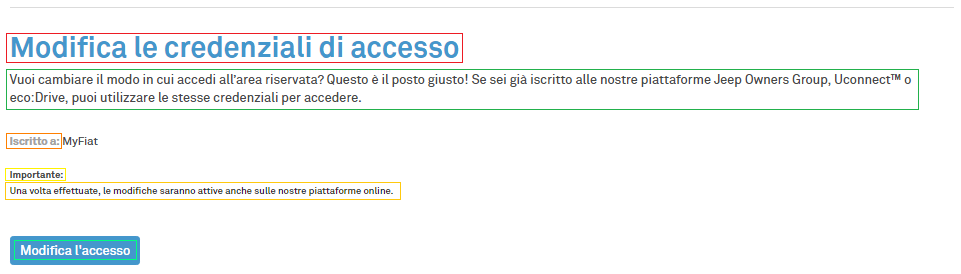 Modifica le credenziali di accesso
Vuoi cambiare il modo in cui accedi all'area riservata? Questo è il posto giusto! Se sei già iscritto alle nostre piattaforme Jeep Owners Group, Uconnect™ o
eco:Drive, puoi utilizzare le stesse credenziali per accedere.
Iscritto a: MyFiat
Importante:
Una volta effettuate, le modifiche saranno attive anche sulle nostre piattaforme online.
Modifica l'accesso